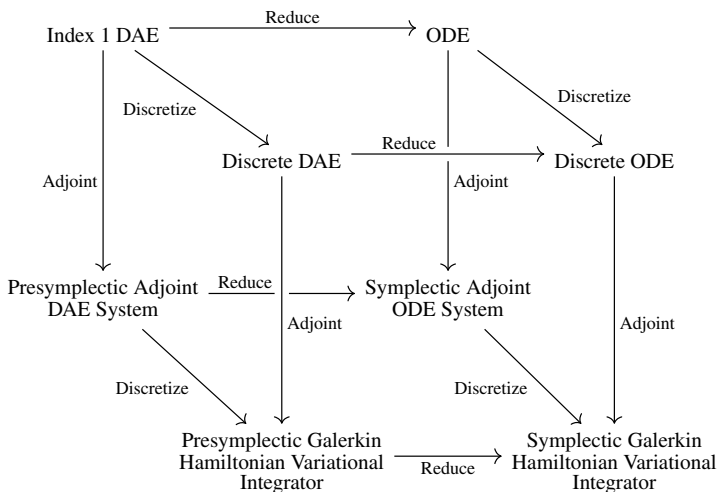 Index 1 DAE
Reduce
ODE
Discretize
Discretize
Discrete DAE
Reduce
Discrete ODE
Adjoint
Adjoint
Presymplectic Adjoint
DAE System
Reduce
Symplectic Adjoint
ODE System
Adjoint
Adjoint
Discretize
Discretize
Presymplectic Galerkin
Hamiltonian Variational
Integrator
Reduce
Symplectic Galerkin
Hamiltonian Variational
Integrator